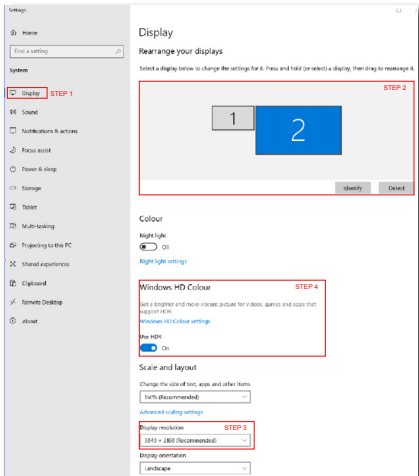 Settings
Home
Find a setting
System
Display STEP 1
Sound
Notifications & actions
Focus assist
Power & sleep
Storage
Tablet
Multi-tasking
Projecting to this PC
Shared experiences
Clipboard
Remote Desktop
About
Display
Rearrange your displays
Select a display below to change the settings for it. Press and hold (or select) a display, then drag to rearrange it.
STEP 2
1
2
Identify Detect
Colour
Night light
Off
Night light settings
Windows HD Colour STEP 4
Get a brighter and more vibrant picture for videos, games and apps that
support HDR
Windows HD Colour settings
Use HDR
On
Scale and layout
Change the size of text, apps and other items
150% (Recommended)
Advanced scaling settings
Display resolution STEP 3
3840 × 2160 (Recommended)
Display orientation
Landscape